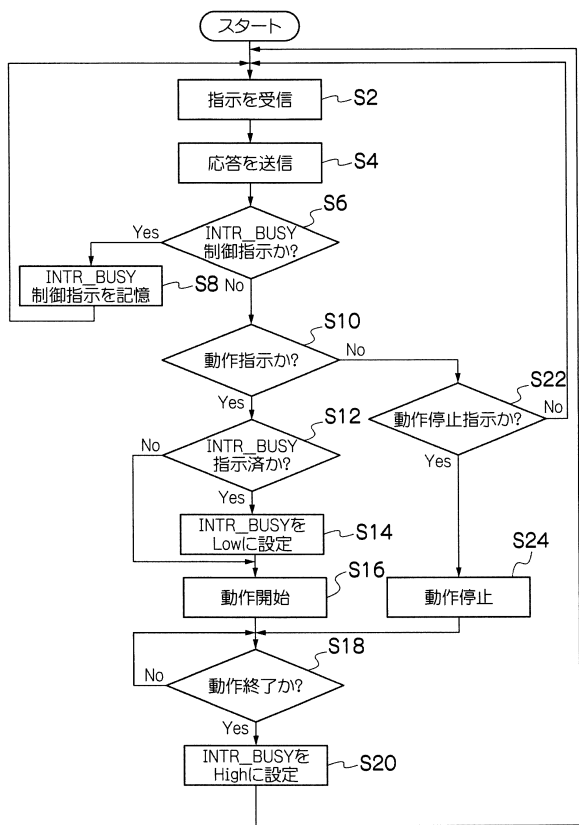 スタート
指示を受信
S2
応答を送信
S4
S6
Yes
INTR_BUSY
制御指示か?
INTR_BUSY
制御指示を記憶
S8
No
S10
動作指示か?
No
S22
Yes
動作停止指示か?
No
S12
No
INTR_BUSY
指示済か?
Yes
Yes
INTR_BUSYを
Lowに設定
S14
S24
動作開始
S16
動作停止
S18
No
動作終了か?
Yes
INTR_BUSYを
Highに設定
S20